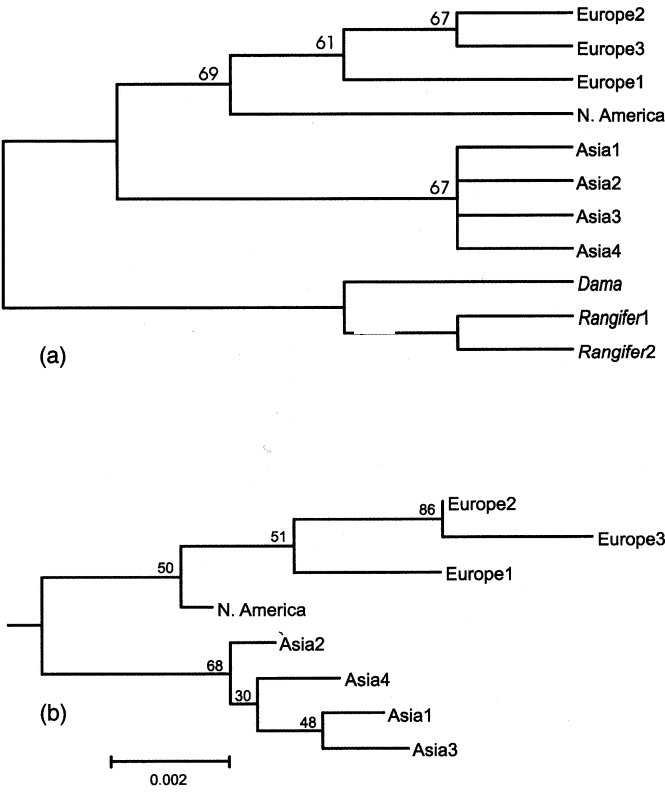 67 Europe2
61 Europe3
69 Europe1
N. America
Asia1
67 Asia2
Asia3
Asia4
Dama
Rangifer1
(a) Rangifer2
86 Europe2
51 Europe3
50 Europe1
N. America
Asia2
68 Asia4
30
(b) 48 Asia1
Asia3
0.002